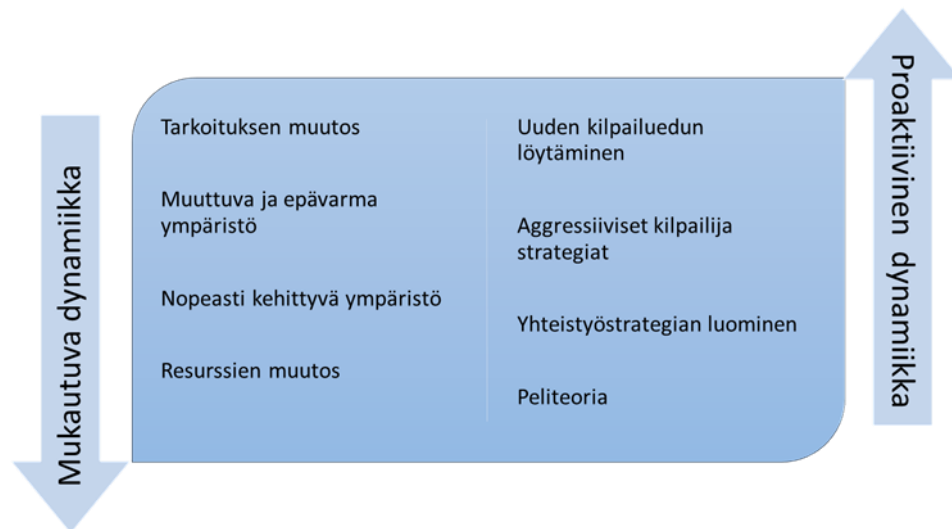 Mukautuva dynamiikka
Tarkoituksen muutos
Muuttuva ja epävarma
ympäristö
Nopeasti kehittyvä ympäristö
Resurssien muutos
Uuden kilpailuedun
löytäminen
Aggressiiviset kilpailija
strategiat
Yhteistyöstrategian luominen
Peliteoria
Proaktiivinen dynamiikka